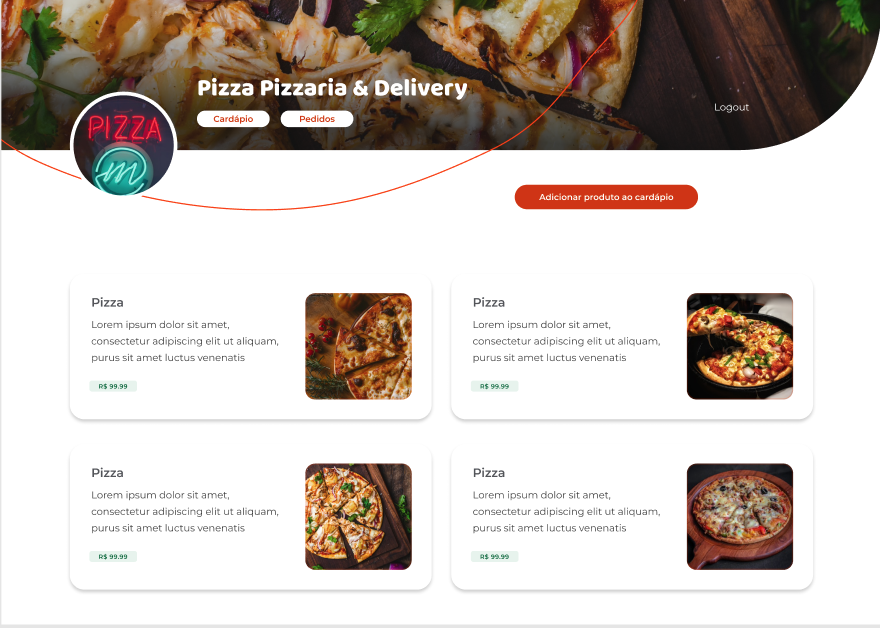 Pizza Pizzaria & Delivery
Logout
Cardápio
Pedidos
PIZZA
m
Adicionar produto ao cardápio
Pizza
Lorem ipsum dolor sit amet,
consectetur adipiscing elit ut aliquam,
purus sit amet luctus venenatis
R$ 99.99
Pizza
Lorem ipsum dolor sit amet,
consectetur adipiscing elit ut aliquam,
purus sit amet luctus venenatis
R$ 99.99
Pizza
Lorem ipsum dolor sit amet,
consectetur adipiscing elit ut aliquam,
purus sit amet luctus venenatis
R$ 99.99
Pizza
Lorem ipsum dolor sit amet,
consectetur adipiscing elit ut aliquam,
purus sit amet luctus venenatis
R$ 99.99